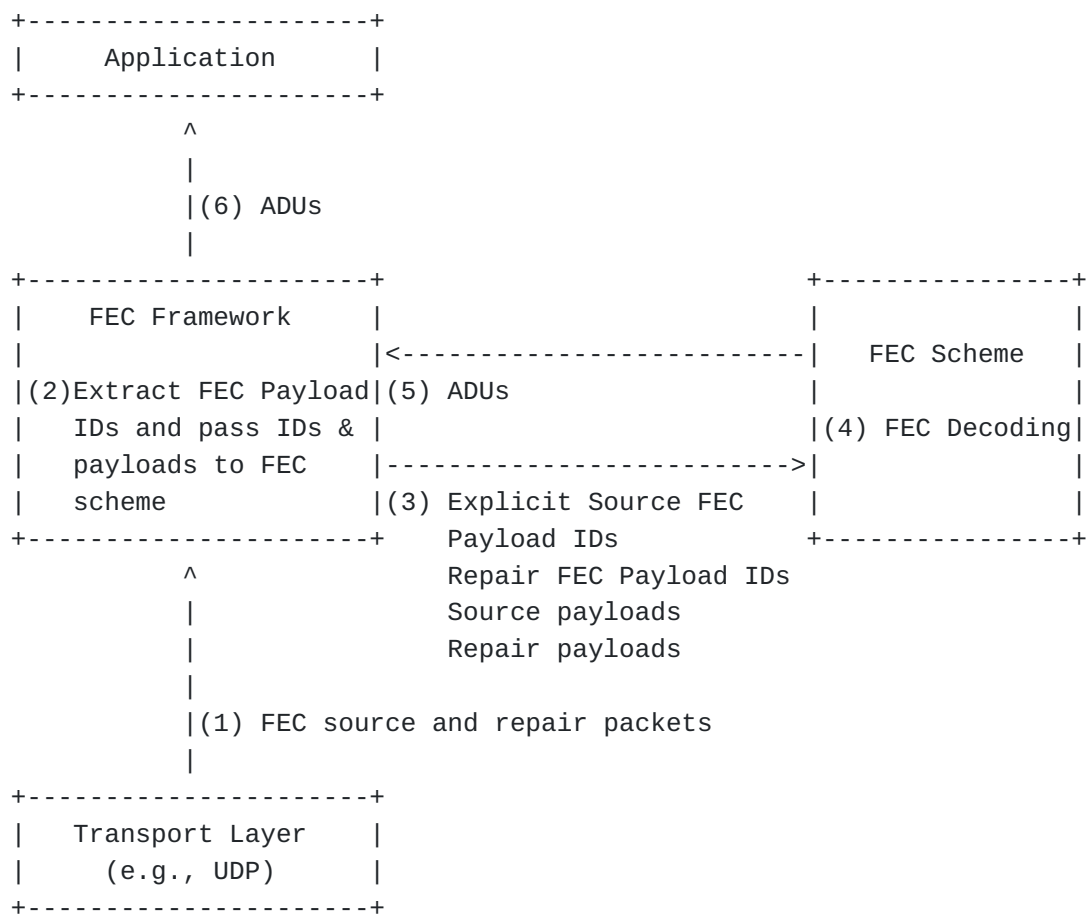 +----------------------+
|     Application      |
+----------------------+
           ^
           |
           |(6) ADUs
           |
+----------------------+                           +----------------+
|    FEC Framework     |                           |                |
|                      |<--------------------------|   FEC Scheme   |
|(2)Extract FEC Payload|(5) ADUs                   |                |
|   IDs and pass IDs & |                           |(4) FEC Decoding|
|   payloads to FEC    |-------------------------->|                |
|   scheme             |(3) Explicit Source FEC    |                |
+----------------------+    Payload IDs            +----------------+
           ^                Repair FEC Payload IDs
           |                Source payloads
           |                Repair payloads
           |
           |(1) FEC source and repair packets
           |
+----------------------+
|   Transport Layer    |
|     (e.g., UDP)      |
+----------------------+